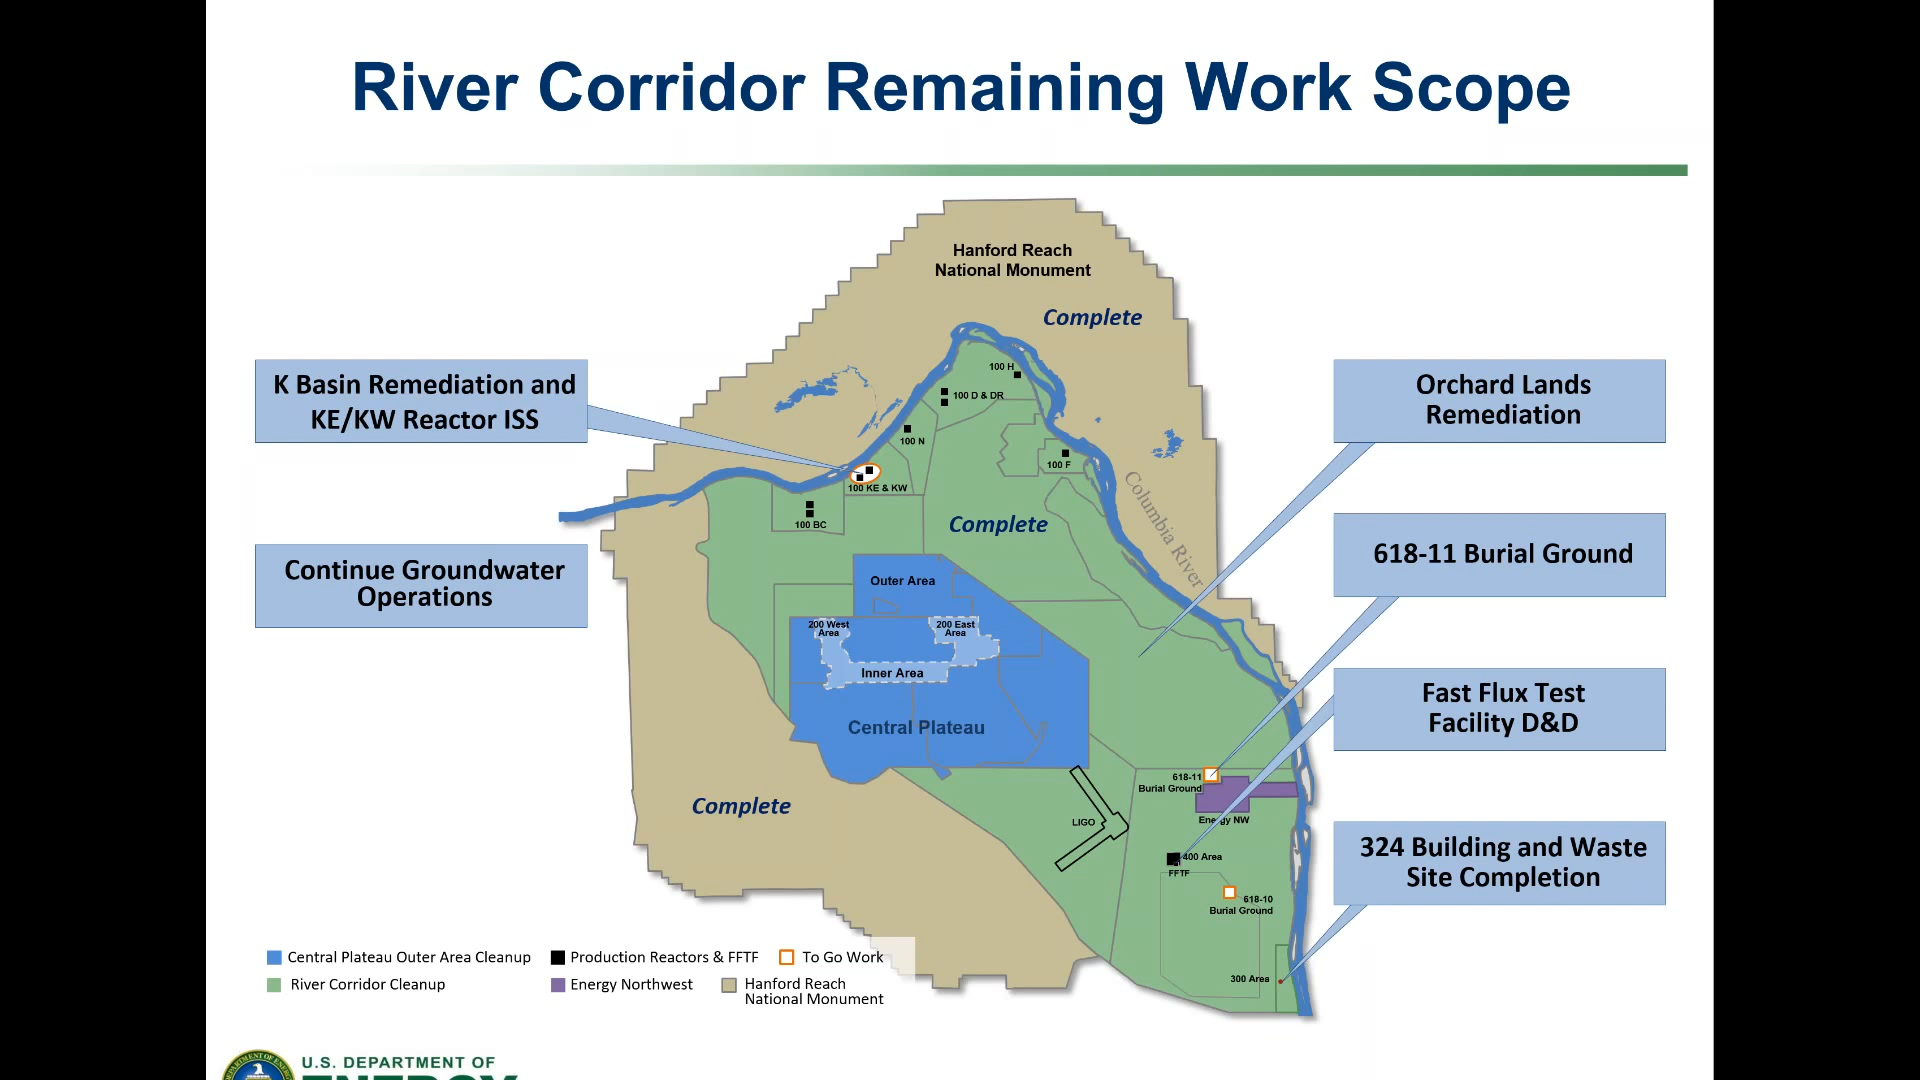 River Corridor Remaining Work Scope
Hanford Reach
National Monument
Complete
K Basin Remediation and
KE/KW Reactor ISS
Continue Groundwater
Operations
100 H
100 D & DR
100 N
100 F
100 KE & KW
100 BC
Complete
Columbia River
Outer Area
200 West
Area
200 East
Area
Inner Area
Central Plateau
Complete
LIGO
618-11
Burial Ground
Energy NW
400 Area
FFTF
618-10
Burial Ground
300 Area
Orchard Lands
Remediation
618-11 Burial Ground
Fast Flux Test
Facility D&D
324 Building and Waste
Site Completion
Central Plateau Outer Area Cleanup
Production Reactors & FFTF
To Go Work
River Corridor Cleanup
Energy Northwest
Hanford Reach
National Monument
U.S. DEPARTMENT OF
ENERGY